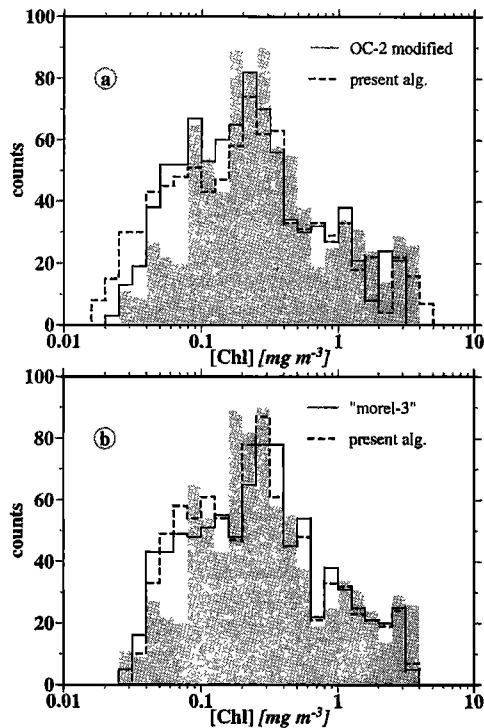 100
80
60
40
20
0
counts
a
OC-2 modified
present alg.
0.01 0.1 1 10
[Chl] [mg m⁻³]
100
80
60
40
20
0
counts
b
"morel-3"
present alg.
0.01 0.1 1 10
[Chl] [mg m⁻³]